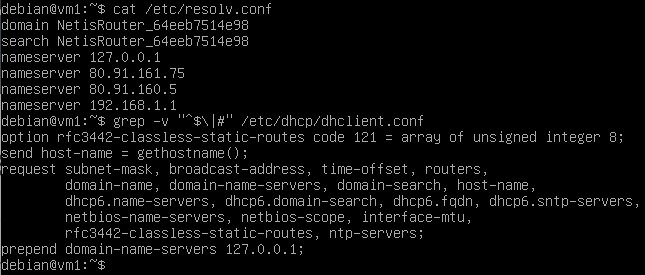 debian@vm1:~$ cat /etc/resolv.conf
domain NetisRouter_64eeb7514e98
search NetisRouter_64eeb7514e98
nameserver 127.0.0.1
nameserver 80.91.161.75
nameserver 80.91.160.5
nameserver 192.168.1.1
debian@vm1:~$ grep -v "^$\|#" /etc/dhcp/dhclient.conf
option rfc3442-classless-static-routes code 121 = array of unsigned integer 8;
send host-name = gethostname();
request subnet-mask, broadcast-address, time-offset, routers,
        domain-name, domain-name-servers, domain-search, host-name,
        dhcp6.name-servers, dhcp6.domain-search, dhcp6.fqdn, dhcp6.sntp-servers,
        netbios-name-servers, netbios-scope, interface-mtu,
        rfc3442-classless-static-routes, ntp-servers;
prepend domain-name-servers 127.0.0.1;
debian@vm1:~$